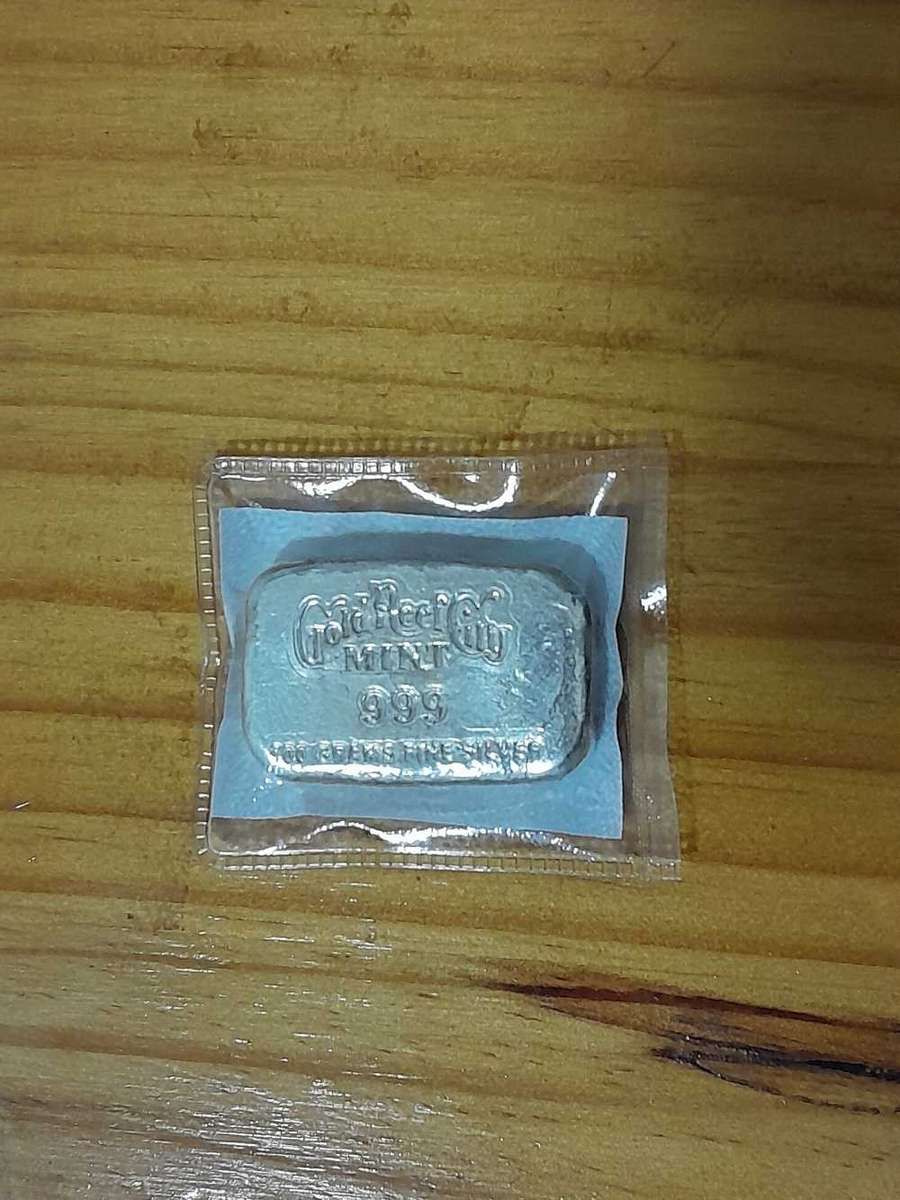 Gold Reef City
MINT
999
100 GRAMS FINE SILVER